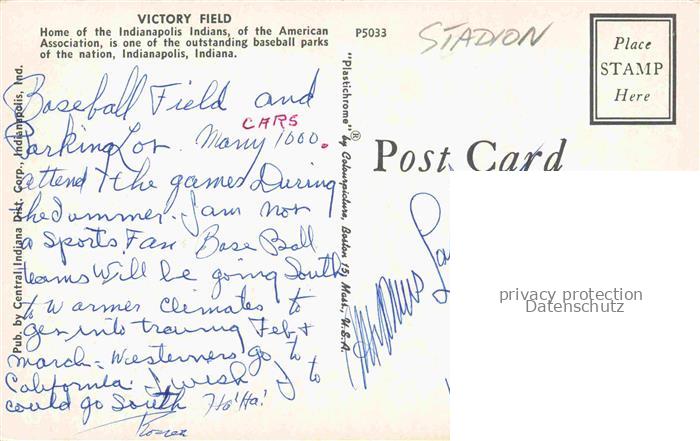 VICTORY FIELD
Home of the Indianapolis Indians, of the American
Association, is one of the outstanding baseball parks
of the nation, Indianapolis, Indiana.
P5033
STADION
Place
STAMP
Here
Pub. by Central Indiana Dist. Corp., Indianapolis, Ind.
"Plastichrome" ® by Colourpicture, Boston 15, Mass., U.S.A.
Post Card
Baseball Field and
CARS
Parking Lot. Many 1000.
attend the games During
the Summer. I am not
a Sports Fan Base Ball
teams Will be going South
to Warmer Climates to
get into training Feb &
march - Westerners go to
California. I wish I to
could go South Ha! Ha!
privacy protection
Datenschutz